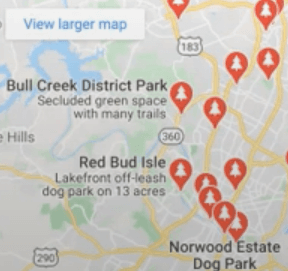 View larger map
183
Bull Creek District Park
Secluded green space
with many trails
e Hills
360
Red Bud Isle
Lakefront off-leash
dog park on 13 acres
Norwood Estate
Dog Park
290